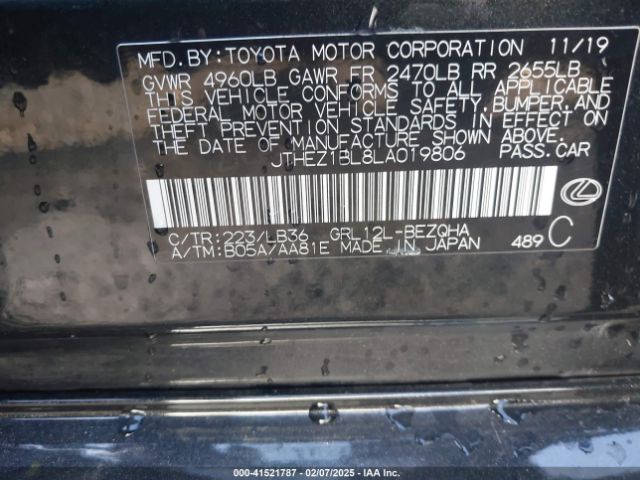 MFD. BY: TOYOTA MOTOR CORPORATION 11/19
GVWR 4960LB GAWR FR 2470LB RR 2655LB
THIS VEHICLE CONFORMS TO ALL APPLICABLE
FEDERAL MOTOR VEHICLE SAFETY, BUMPER, AND
THEFT PREVENTION STANDARDS IN EFFECT ON
THE DATE OF MANUFACTURE SHOWN ABOVE.
JTHEZ1BL8LA019806 PASS. CAR
C/TR: 223/LB36 GRL12L-BEZQHA
A/TM: B05A/AA81E MADE IN JAPAN 489 C
000-41521787 - 02/07/2025 - IAA Inc.